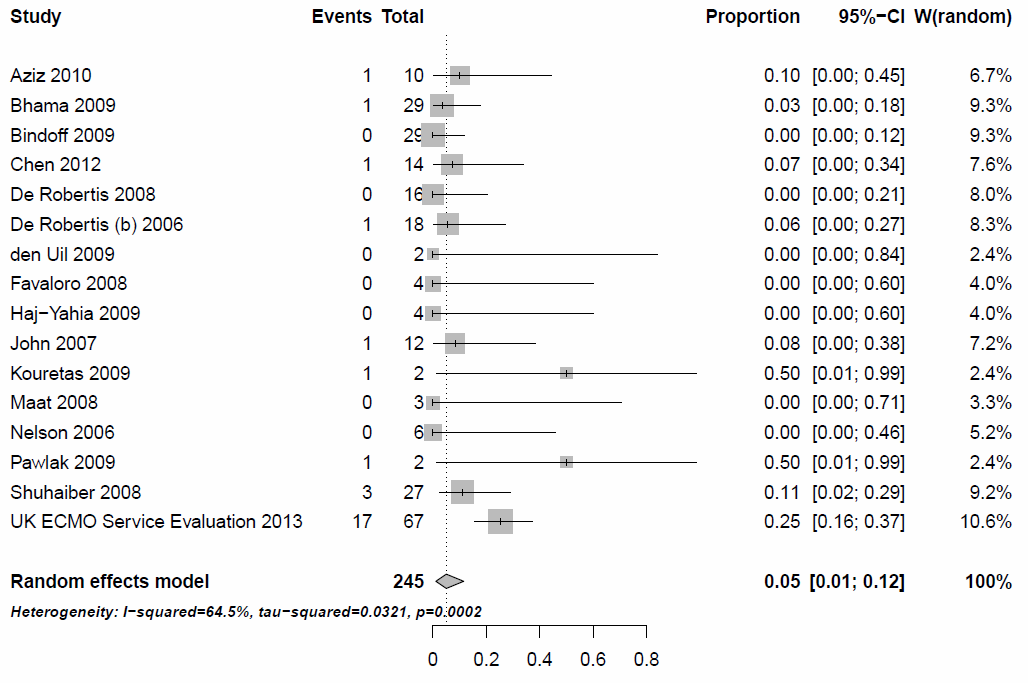 Study Events Total Proportion 95%−CI W(random)
Aziz 2010 1 10 0.10 [0.00; 0.45] 6.7%
Bhama 2009 1 29 0.03 [0.00; 0.18] 9.3%
Bindoff 2009 0 29 0.00 [0.00; 0.12] 9.3%
Chen 2012 1 14 0.07 [0.00; 0.34] 7.6%
De Robertis 2008 0 16 0.00 [0.00; 0.21] 8.0%
De Robertis (b) 2006 1 18 0.06 [0.00; 0.27] 8.3%
den Uil 2009 0 2 0.00 [0.00; 0.84] 2.4%
Favaloro 2008 0 4 0.00 [0.00; 0.60] 4.0%
Haj−Yahia 2009 0 4 0.00 [0.00; 0.60] 4.0%
John 2007 1 12 0.08 [0.00; 0.38] 7.2%
Kouretas 2009 1 2 0.50 [0.01; 0.99] 2.4%
Maat 2008 0 3 0.00 [0.00; 0.71] 3.3%
Nelson 2006 0 6 0.00 [0.00; 0.46] 5.2%
Pawlak 2009 1 2 0.50 [0.01; 0.99] 2.4%
Shuhaiber 2008 3 27 0.11 [0.02; 0.29] 9.2%
UK ECMO Service Evaluation 2013 17 67 0.25 [0.16; 0.37] 10.6%
Random effects model 245 0.05 [0.01; 0.12] 100%
Heterogeneity: I−squared=64.5%, tau−squared=0.0321, p=0.0002
0 0.2 0.4 0.6 0.8